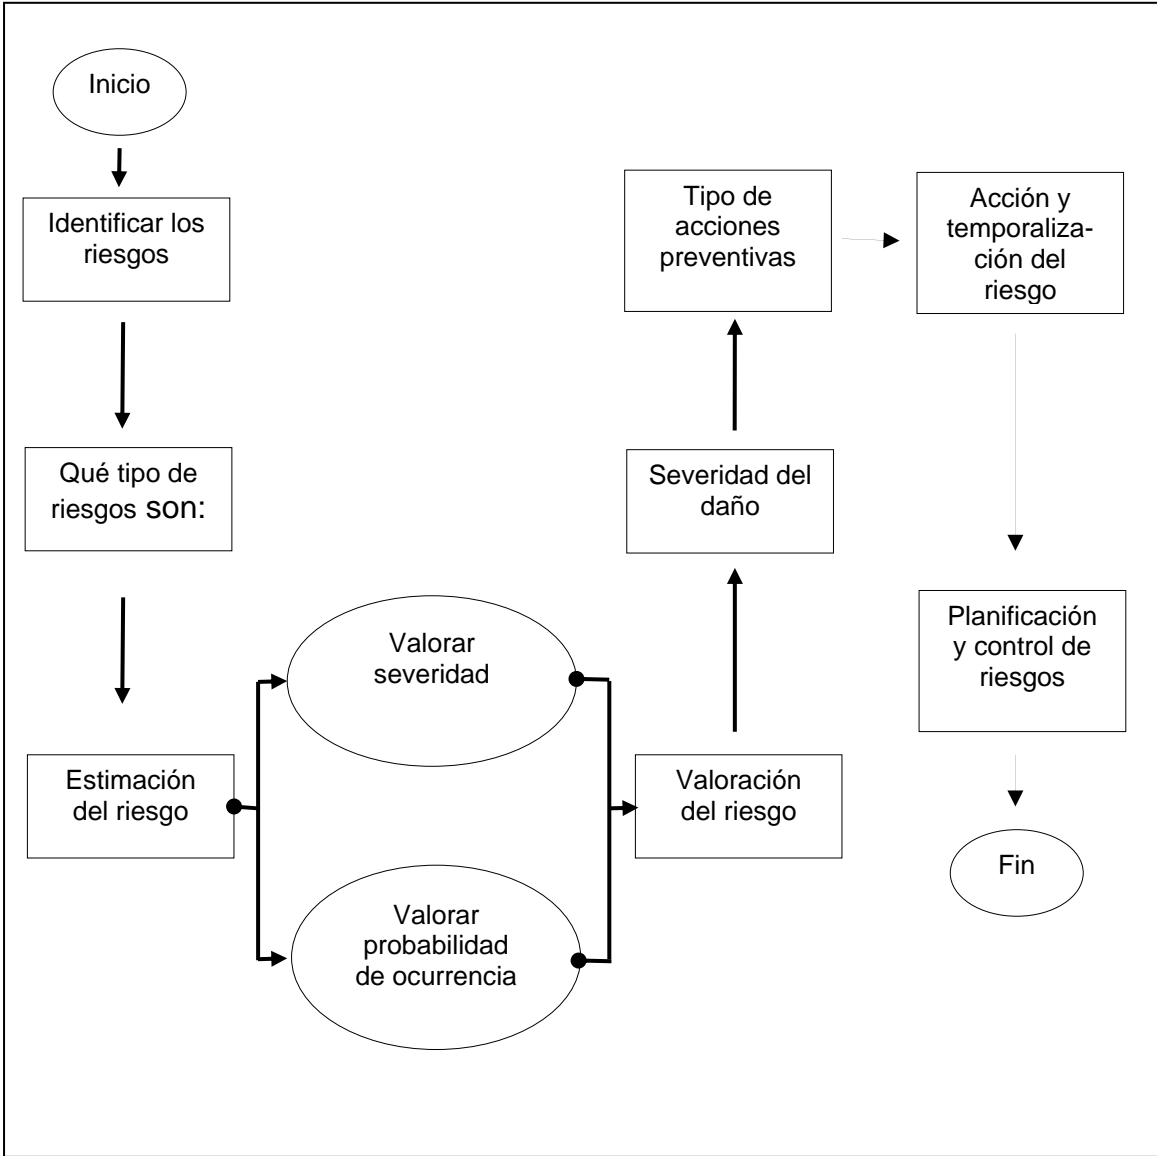 Inicio
Identificar los
riesgos
Qué tipo de
riesgos son:
Estimación
del riesgo
Valorar
severidad
Valorar
probabilidad
de ocurrencia
Valoración
del riesgo
Severidad del
daño
Tipo de
acciones
preventivas
Acción y
temporaliza-
ción del
riesgo
Planificación
y control de
riesgos
Fin